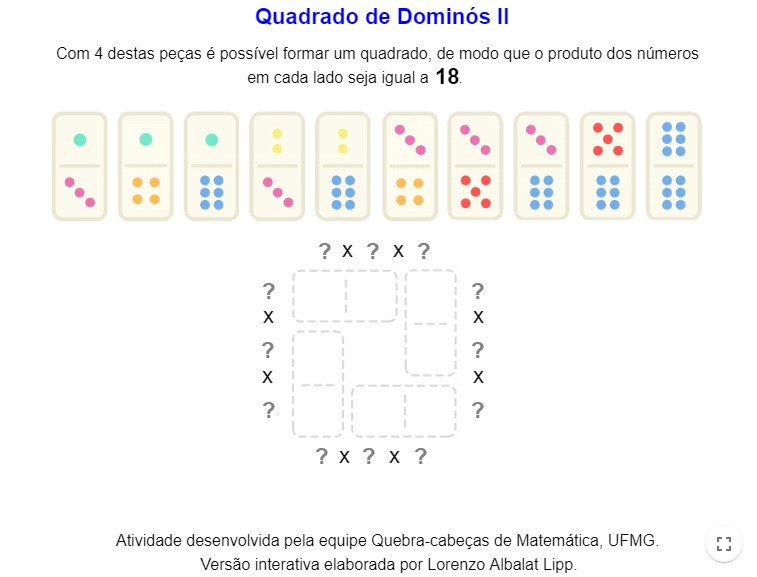 Quadrado de Dominós II
Com 4 destas peças é possível formar um quadrado, de modo que o produto dos números
em cada lado seja igual a 18.
? x ? x ?
? ?
x x
? ?
x x
? ?
? x ? x ?
Atividade desenvolvida pela equipe Quebra-cabeças de Matemática, UFMG.
Versão interativa elaborada por Lorenzo Albalat Lipp.